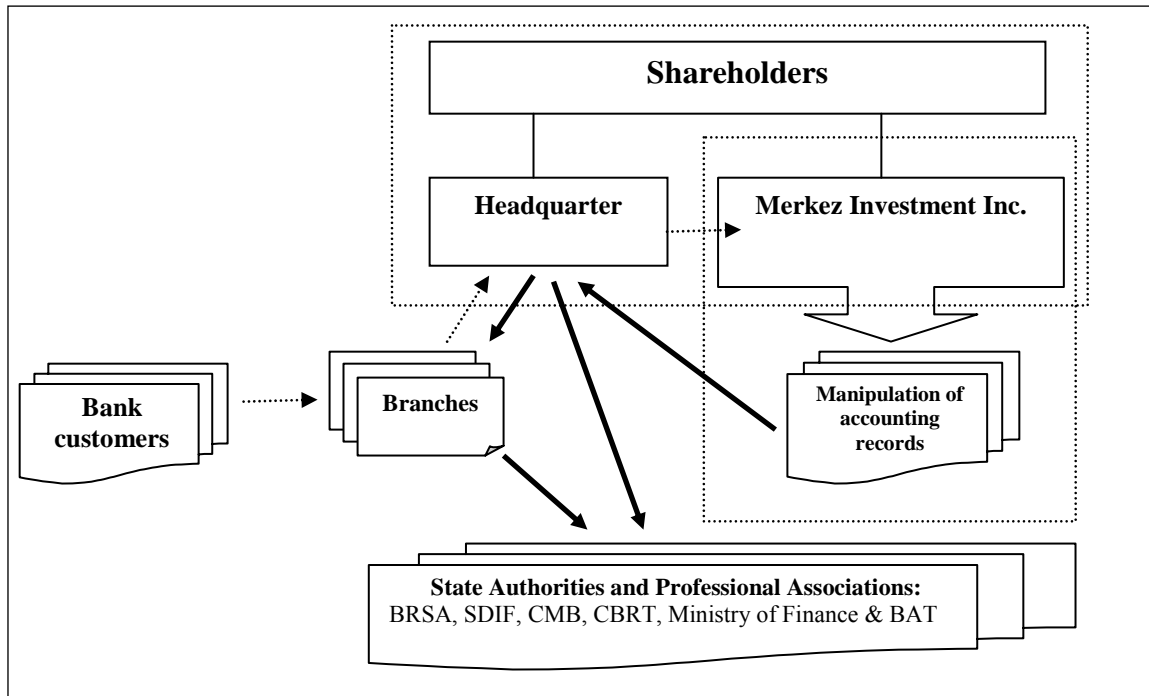 Shareholders
Headquarter
Merkez Investment Inc.
Bank
customers
Branches
Manipulation of
accounting
records
State Authorities and Professional Associations:
BRSA, SDIF, CMB, CBRT, Ministry of Finance & BAT